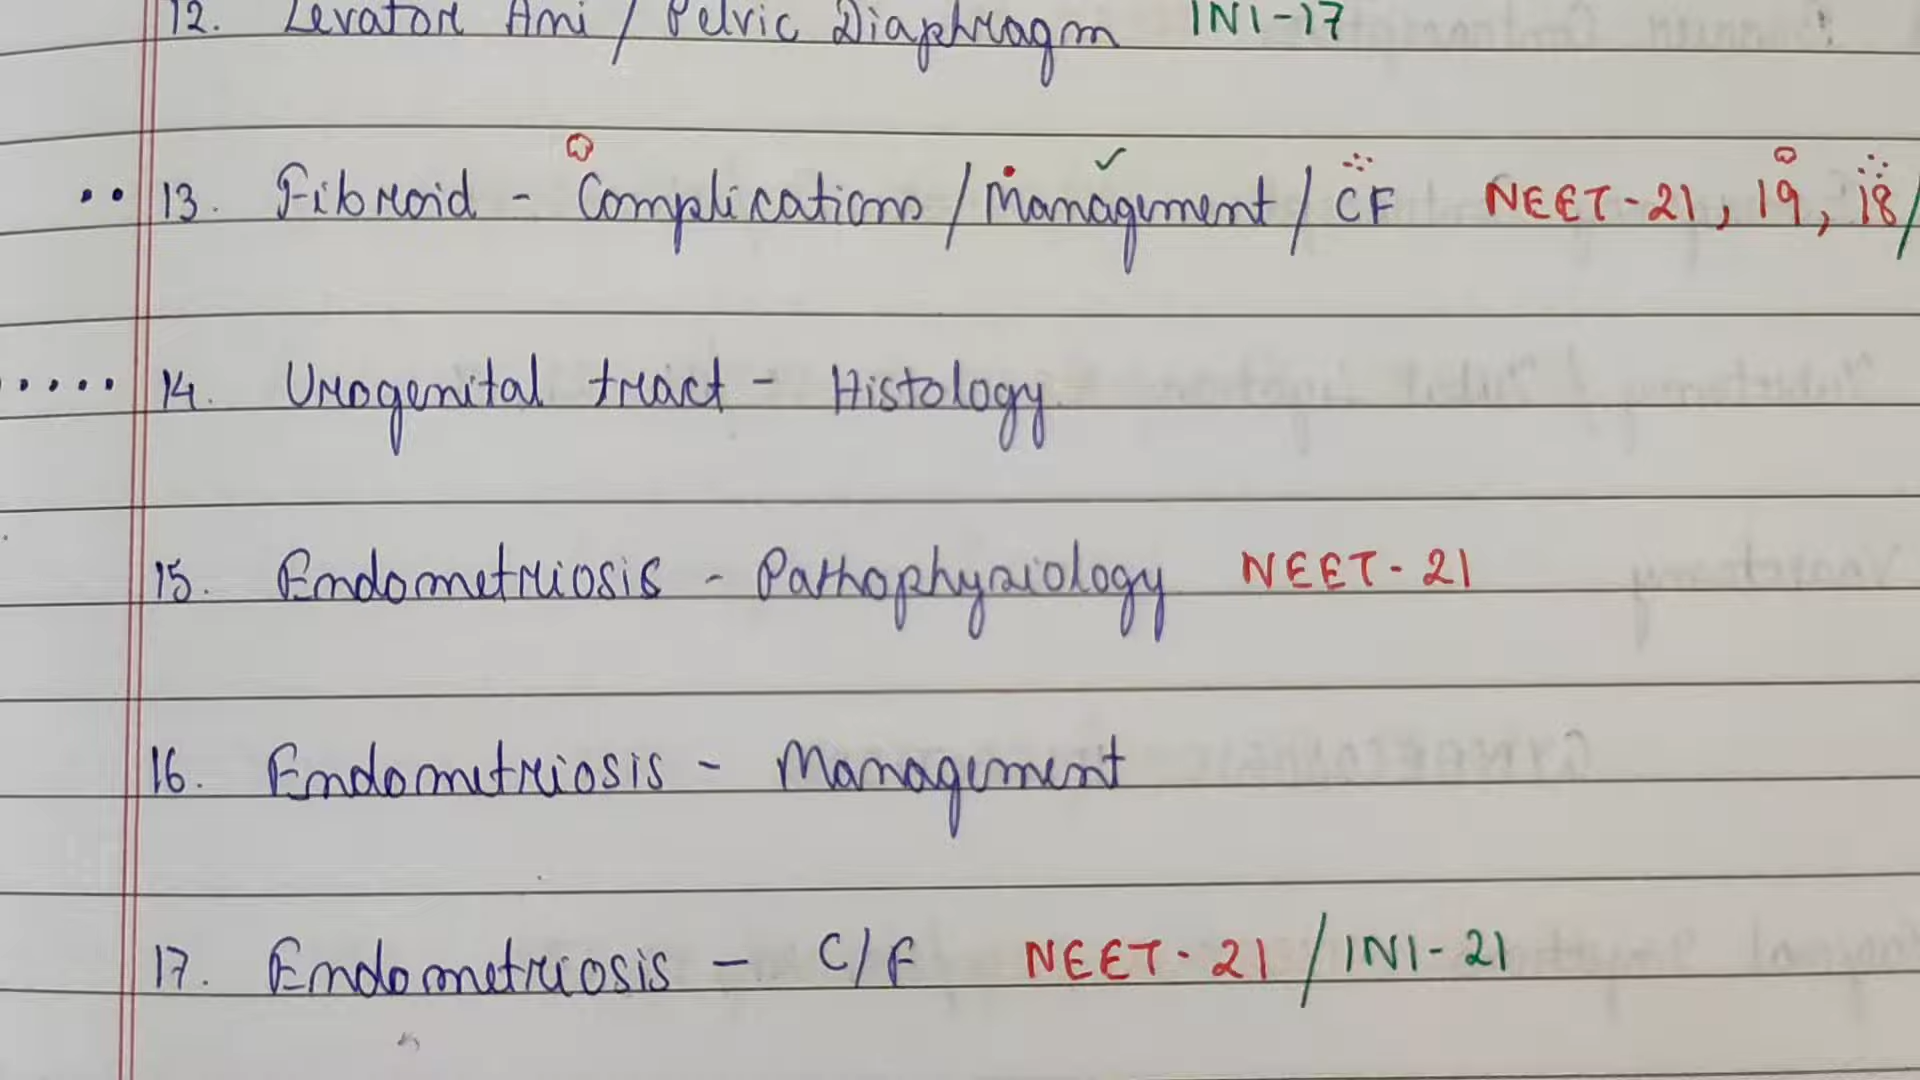 12. Levator Ani / Pelvic Diaphragm INI-17
13. Fibroid - Complications / Management / CF NEET-21, 19, 18/
14. Urogenital tract - Histology
15. Endometriosis - Pathophysiology NEET-21
16. Endometriosis - Management
17. Endometriosis - C/F NEET-21 / INI-21